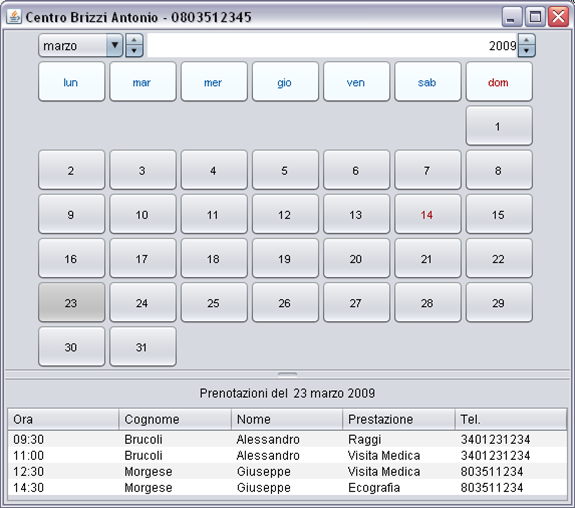 Centro Brizzi Antonio - 0803512345
marzo 2009
lun mar mer gio ven sab dom
1
2 3 4 5 6 7 8
9 10 11 12 13 14 15
16 17 18 19 20 21 22
23 24 25 26 27 28 29
30 31
Prenotazioni del 23 marzo 2009
Ora Cognome Nome Prestazione Tel.
09:30 Brucoli Alessandro Raggi 3401231234
11:00 Brucoli Alessandro Visita Medica 3401231234
12:30 Morgese Giuseppe Visita Medica 803511234
14:30 Morgese Giuseppe Ecografia 803511234